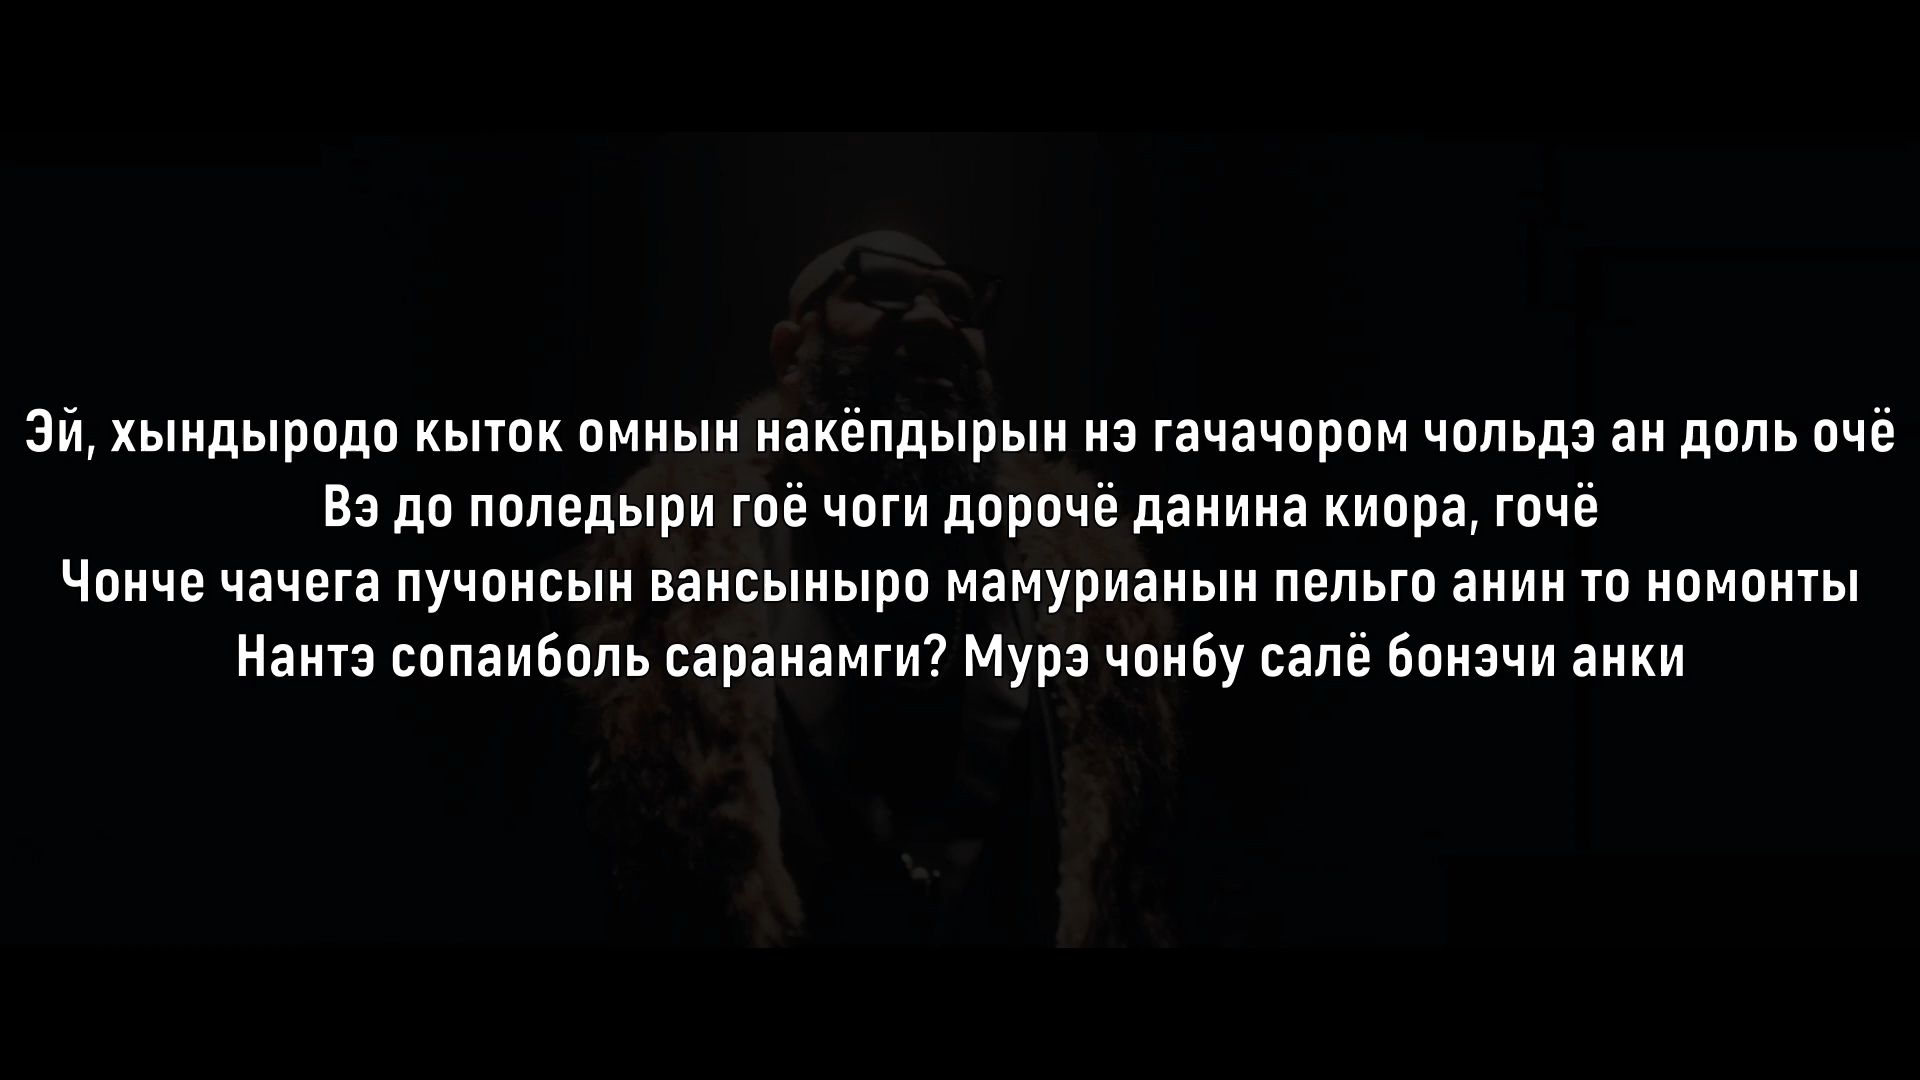 Эй, хындыродо кыток омнын накёпдырын нэ гачачором чольдэ ан доль очё
Вэ до поледыри гоё чоги дорочё данина киора, гочё
Чонче чачега пучонсын вансыныро мамурианын пельго анин то номонты
Нантэ сопаиболь саранамги? Мурэ чонбу салё бонэчи анки